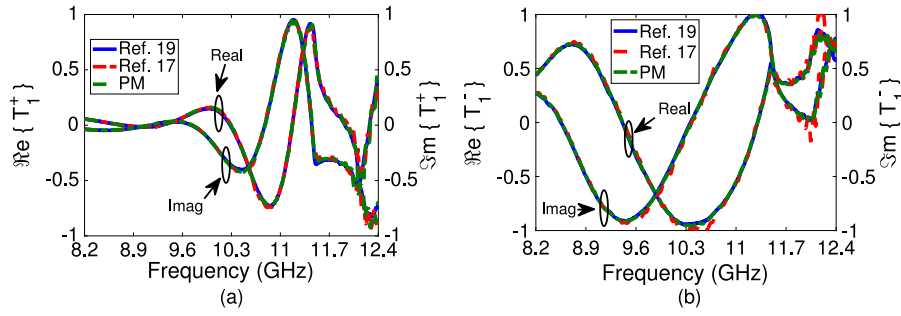 1
0.5
0
-0.5
-1
ℜe { T₁⁺ }
Ref. 19
Ref. 17
PM
Real
Imag
1
0.5
0
-0.5
-1
ℑm { T₁⁺ }
8.2 8.9 9.6 10.3 11 11.7 12.4
Frequency (GHz)
(a)
1
0.5
0
-0.5
-1
ℜe { T₁⁻ }
Ref. 19
Ref. 17
PM
Real
Imag
1
0.5
0
-0.5
-1
ℑm { T₁⁻ }
8.2 8.9 9.6 10.3 11 11.7 12.4
Frequency (GHz)
(b)